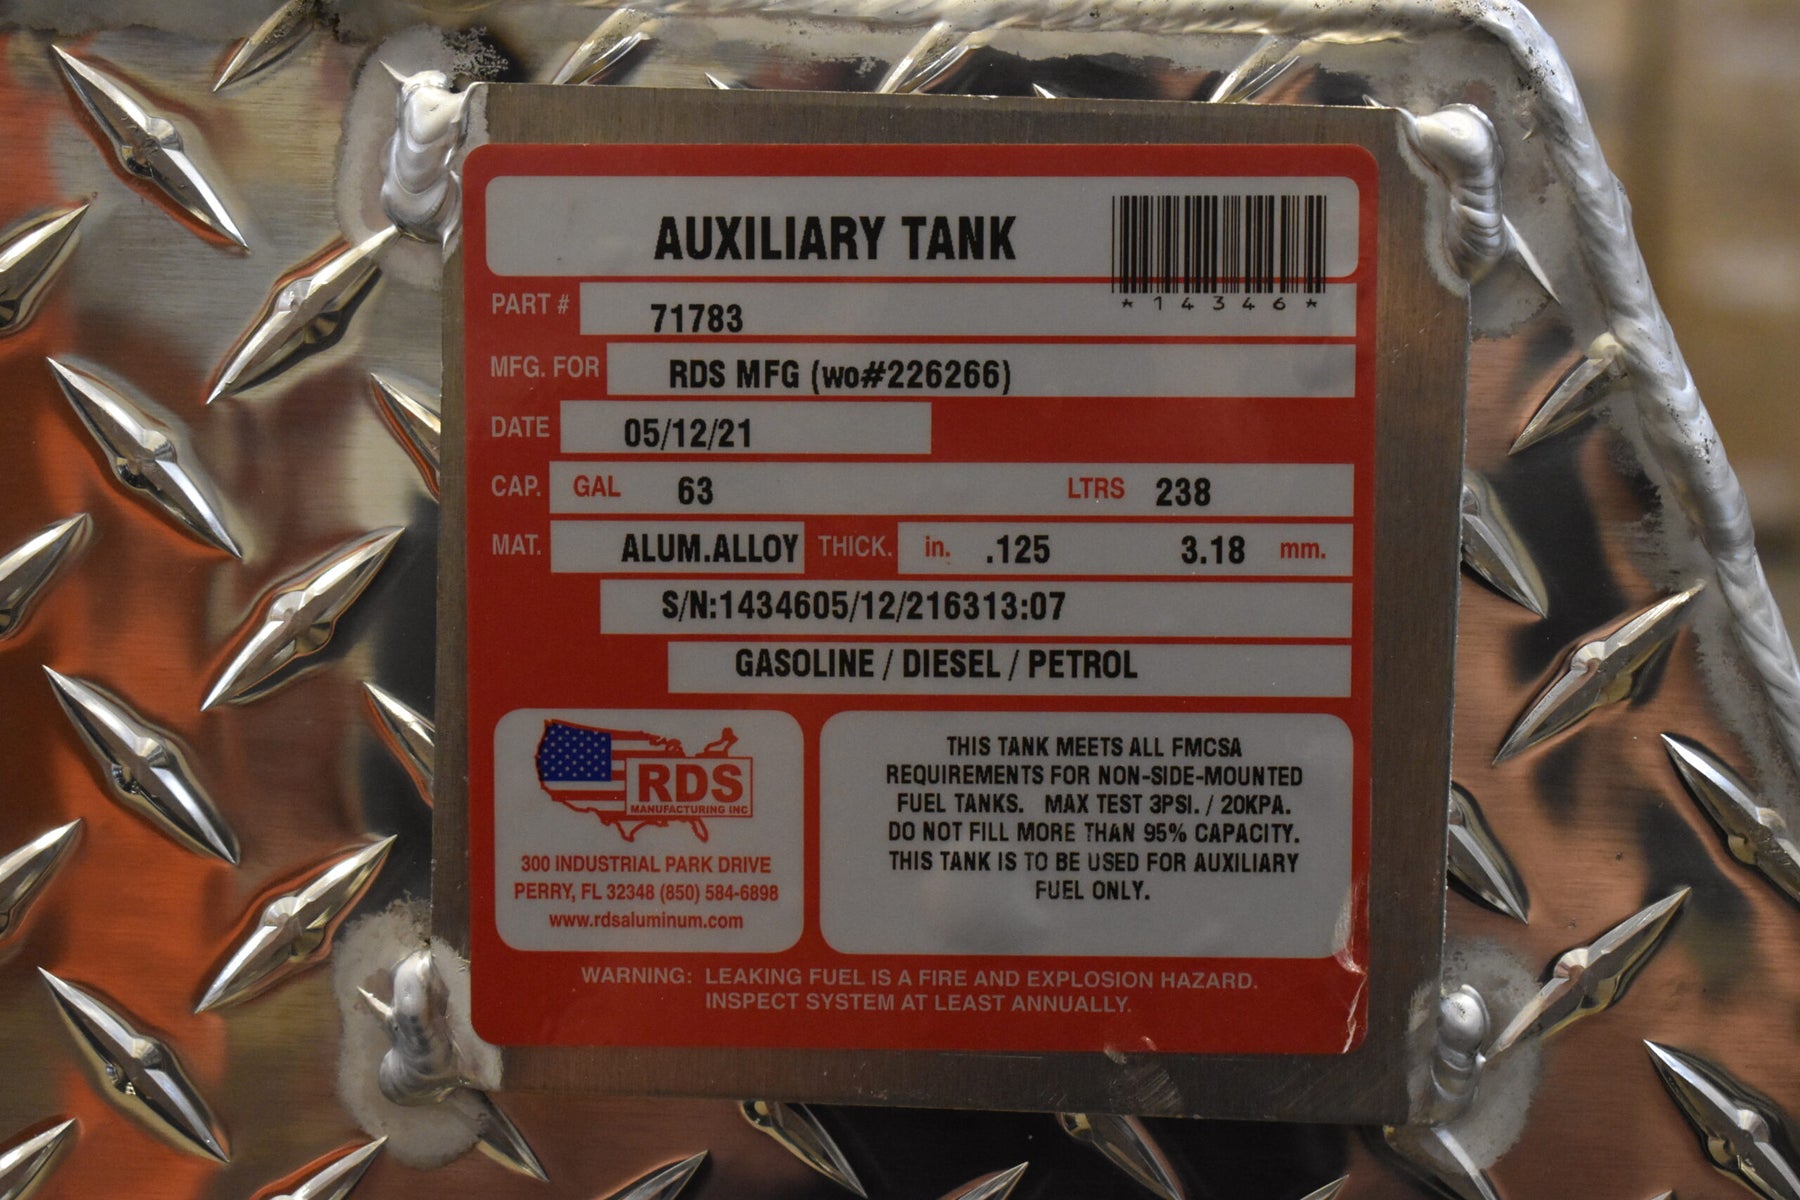 AUXILIARY TANK
*14346*
PART # 71783
MFG. FOR RDS MFG (wo#226266)
DATE 05/12/21
CAP. GAL 63 LTRS 238
MAT. ALUM.ALLOY THICK. in. .125 3.18 mm.
S/N:1434605/12/216313:07
GASOLINE / DIESEL / PETROL
RDS
MANUFACTURING INC
300 INDUSTRIAL PARK DRIVE
PERRY, FL 32348 (850) 584-6898
www.rdsaluminum.com
THIS TANK MEETS ALL FMCSA
REQUIREMENTS FOR NON-SIDE-MOUNTED
FUEL TANKS. MAX TEST 3PSI. / 20KPA.
DO NOT FILL MORE THAN 95% CAPACITY.
THIS TANK IS TO BE USED FOR AUXILIARY
FUEL ONLY.
WARNING: LEAKING FUEL IS A FIRE AND EXPLOSION HAZARD.
INSPECT SYSTEM AT LEAST ANNUALLY.